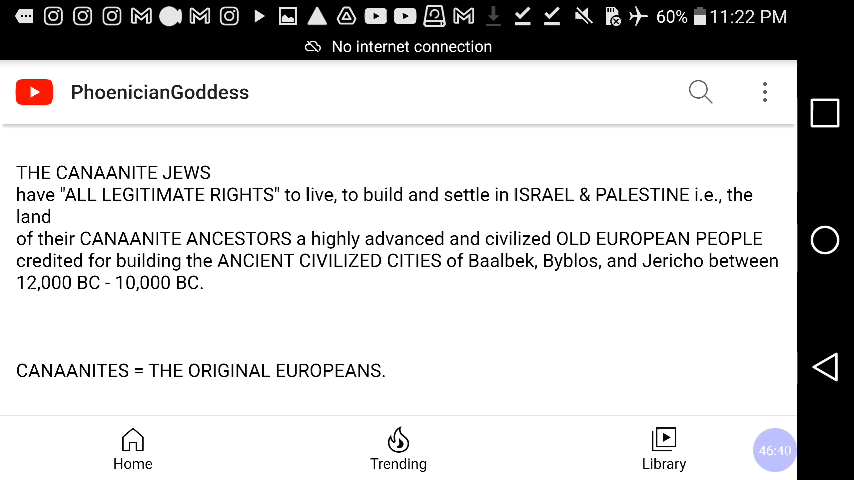 60% 11:22 PM
No internet connection
PhoenicianGoddess
THE CANAANITE JEWS
have "ALL LEGITIMATE RIGHTS" to live, to build and settle in ISRAEL & PALESTINE i.e., the
land
of their CANAANITE ANCESTORS a highly advanced and civilized OLD EUROPEAN PEOPLE
credited for building the ANCIENT CIVILIZED CITIES of Baalbek, Byblos, and Jericho between
12,000 BC - 10,000 BC.
CANAANITES = THE ORIGINAL EUROPEANS.
Home Trending Library
46:40